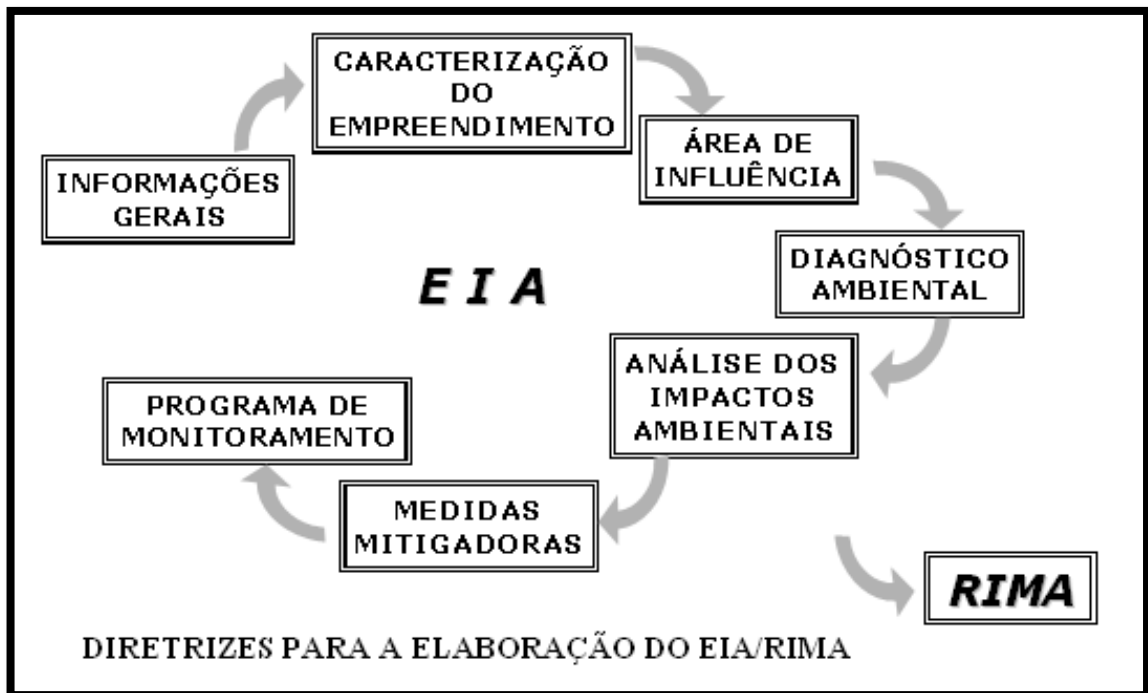 INFORMAÇÕES
GERAIS
CARACTERIZAÇÃO
DO
EMPREENDIMENTO
ÁREA DE
INFLUÊNCIA
DIAGNÓSTICO
AMBIENTAL
E I A
ANÁLISE DOS
IMPACTOS
AMBIENTAIS
MEDIDAS
MITIGADORAS
PROGRAMA DE
MONITORAMENTO
RIMA
DIRETRIZES PARA A ELABORAÇÃO DO EIA/RIMA